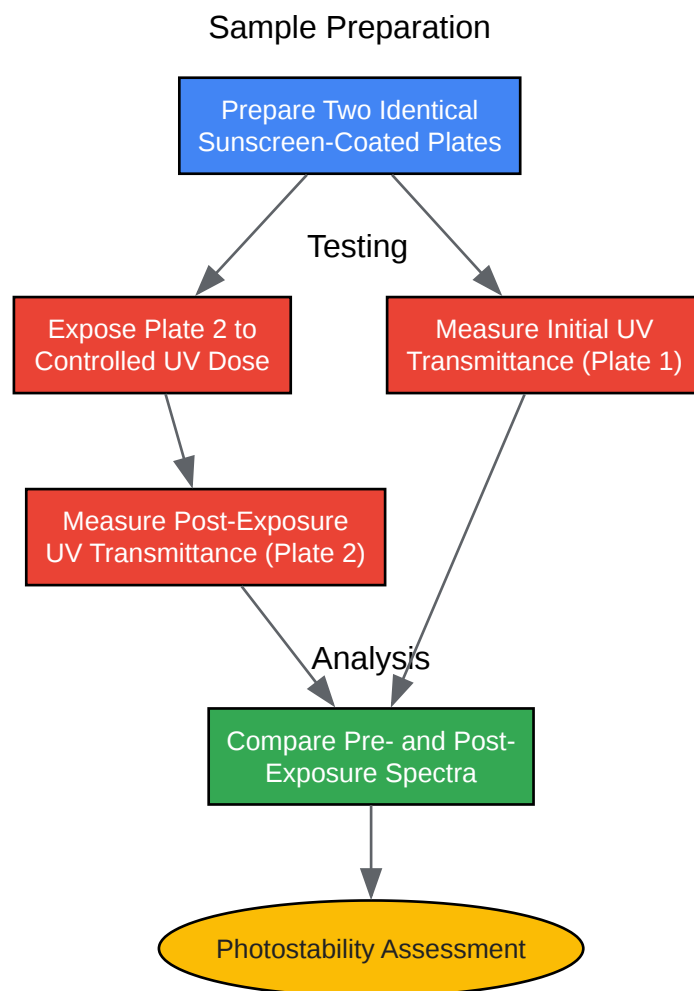 Sample Preparation
Prepare Two Identical
Sunscreen-Coated Plates
Testing
Expose Plate 2 to
Controlled UV Dose
Measure Initial UV
Transmittance (Plate 1)
Measure Post-Exposure
UV Transmittance (Plate 2)
Analysis
Compare Pre- and Post-
Exposure Spectra
Photostability Assessment